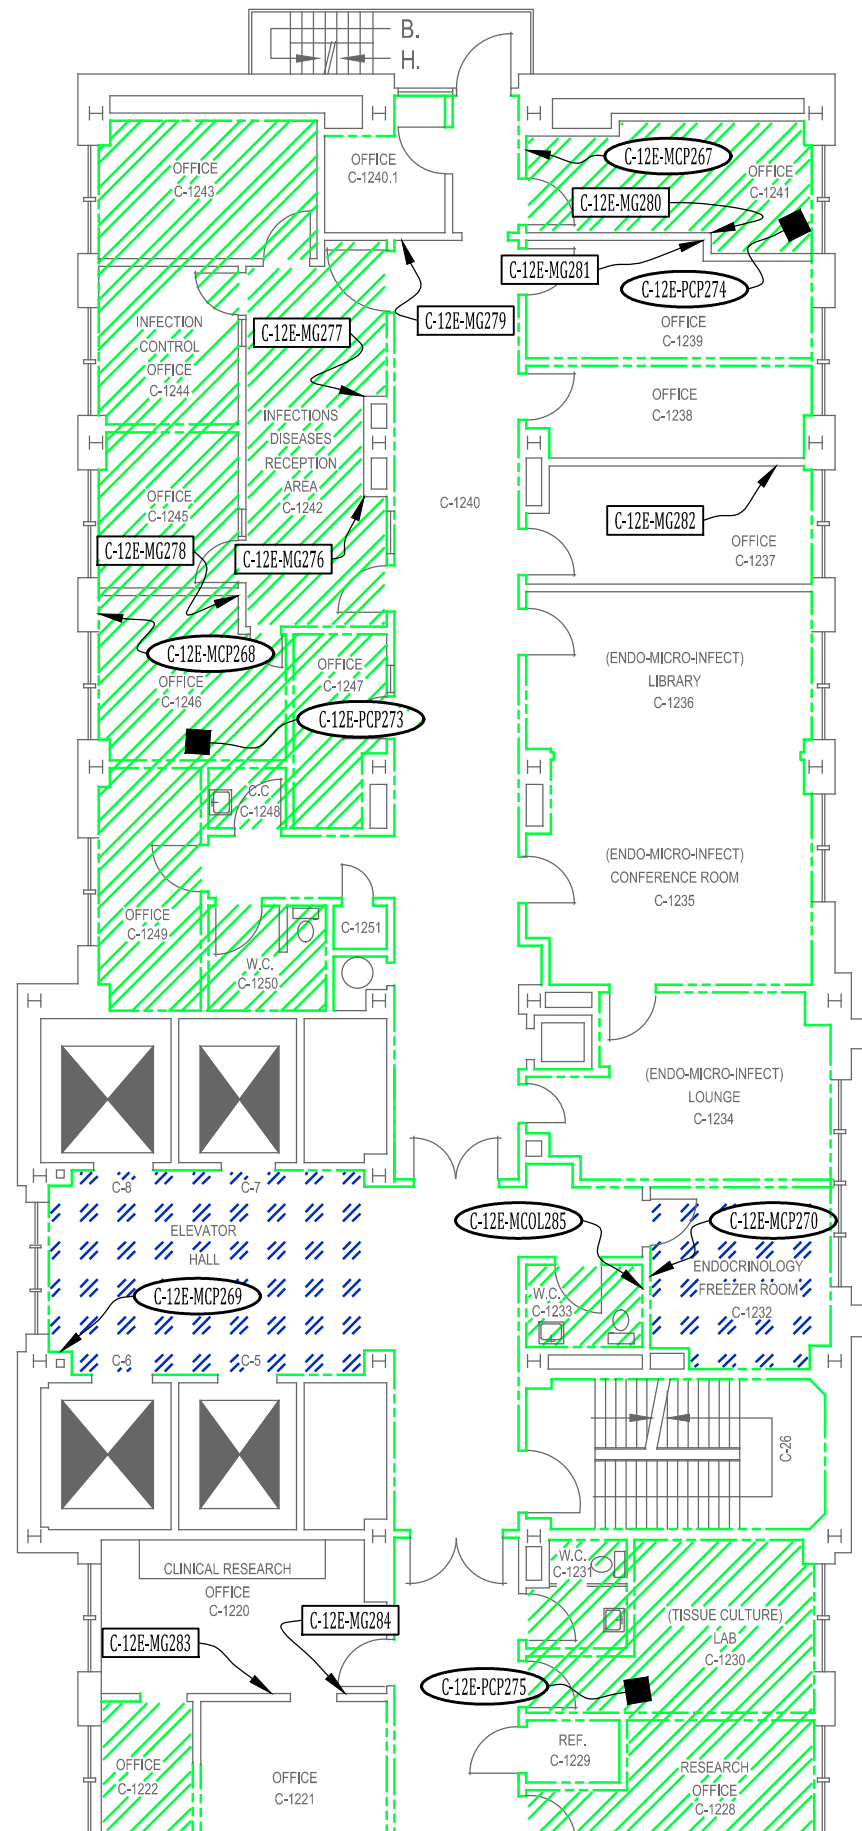 B.
H.
OFFICE
C-1243
OFFICE
C-1240.1
C-12E-MCP267
OFFICE
C-1241
C-12E-MG280
C-12E-MG281
C-12E-PCP274
C-12E-MG279
OFFICE
C-1239
INFECTION
CONTROL
OFFICE
C-1244
C-12E-MG277
OFFICE
C-1238
INFECTIONS
DISEASES
RECEPTION
AREA
C-1242
C-1240
OFFICE
C-1245
C-12E-MG282
OFFICE
C-1237
C-12E-MG278
C-12E-MG276
C-12E-MCP268
OFFICE
C-1246
OFFICE
C-1247
(ENDO-MICRO-INFECT)
LIBRARY
C-1236
C-12E-PCP273
C.C
C-1248
(ENDO-MICRO-INFECT)
CONFERENCE ROOM
C-1235
OFFICE
C-1249
C-1251
W.C.
C-1250
(ENDO-MICRO-INFECT)
LOUNGE
C-1234
C-8
C-7
ELEVATOR
HALL
C-12E-MCOL285
C-12E-MCP270
ENDOCRINOLOGY
FREEZER ROOM
C-1232
C-12E-MCP269
W.C.
C-1233
C-6
C-5
C-26
CLINICAL RESEARCH
OFFICE
C-1220
W.C.
C-1231
C-12E-MG284
C-12E-MG283
(TISSUE CULTURE)
LAB
C-1230
C-12E-PCP275
REF.
C-1229
OFFICE
C-1222
OFFICE
C-1221
RESEARCH
OFFICE
C-1228